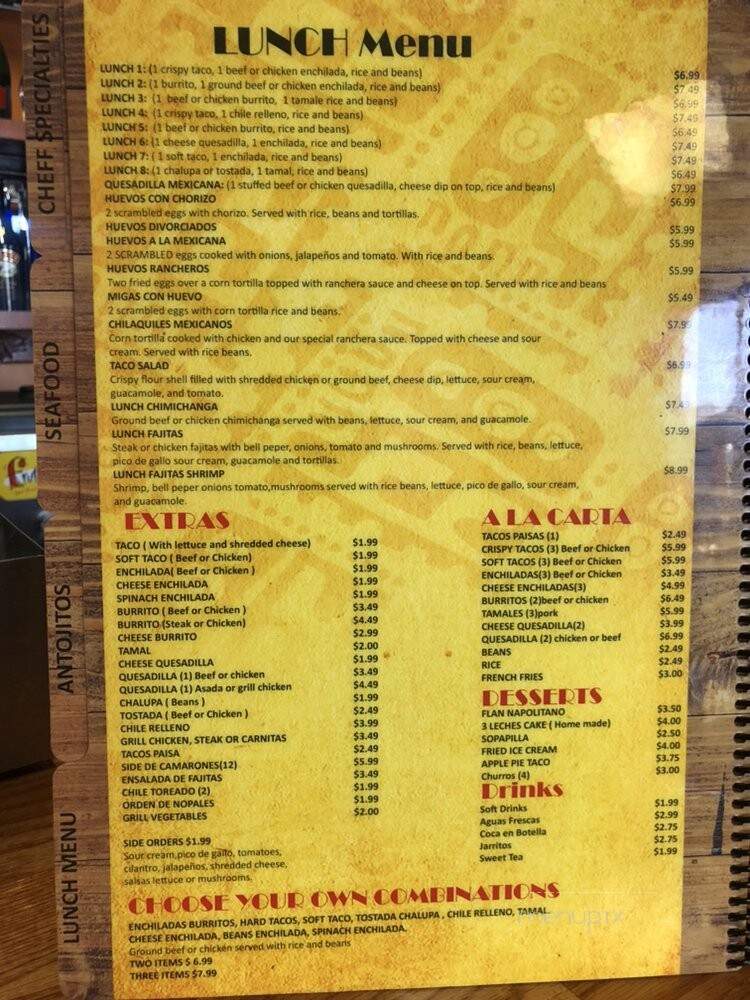 LUNCH Menu
LUNCH 1: (1 crispy taco, 1 beef or chicken enchilada, rice and beans) $6.99
LUNCH 2: (1 burrito, 1 ground beef or chicken enchilada, rice and beans) $7.49
LUNCH 3: (1 beef or chicken burrito, 1 tamale rice and beans) $6.99
LUNCH 4: (1 crispy taco, 1 chile relleno, rice and beans) $7.49
LUNCH 5: (1 beef or chicken burrito, rice and beans) $6.49
LUNCH 6: (1 cheese quesadilla, 1 enchilada, rice and beans) $7.49
LUNCH 7: ( 1 soft taco, 1 enchilada, rice and beans) $7.49
LUNCH 8: (1 chalupa or tostada, 1 tamal, rice and beans) $6.49
QUESADILLA MEXICANA: (1 stuffed beef or chicken quesadilla, cheese dip on top, rice and beans) $7.99
HUEVOS CON CHORIZO $6.99
2 scrambled eggs with chorizo. Served with rice, beans and tortillas.
HUEVOS DIVORCIADOS $5.99
HUEVOS A LA MEXICANA $5.99
2 SCRAMBLED eggs cooked with onions, jalapeños and tomato. With rice and beans.
HUEVOS RANCHEROS $5.99
Two fried eggs over a corn tortilla topped with ranchera sauce and cheese on top. Served with rice and beans
MIGAS CON HUEVO $5.49
2 scrambled eggs with corn tortilla rice and beans.
CHILAQUILES MEXICANOS $7.95
Corn tortilla cooked with chicken and our special ranchera sauce. Topped with cheese and sour
cream. Served with rice beans.
TACO SALAD $6.99
Crispy flour shell filled with shredded chicken or ground beef, cheese dip, lettuce, sour cream,
guacamole, and tomato.
LUNCH CHIMICHANGA $7.49
Ground beef or chicken chimichanga served with beans, lettuce, sour cream, and guacamole.
LUNCH FAJITAS $7.99
Steak or chicken fajitas with bell peper, onions, tomato and mushrooms. Served with rice, beans, lettuce,
pico de gallo sour cream, guacamole and tortillas.
LUNCH FAJITAS SHRIMP $8.99
Shrimp, bell peper onions tomato,mushrooms served with rice beans, lettuce, pico de gallo, sour cream,
and guacamole.
EXTRAS
TACO ( With lettuce and shredded cheese) $1.99
SOFT TACO ( Beef or Chicken) $1.99
ENCHILADA( Beef or Chicken ) $1.99
CHEESE ENCHILADA $1.99
SPINACH ENCHILADA $1.99
BURRITO ( Beef or Chicken ) $3.49
BURRITO (Steak or Chicken) $4.49
CHEESE BURRITO $2.99
TAMAL $2.00
CHEESE QUESADILLA $1.99
QUESADILLA (1) Beef or chicken $3.49
QUESADILLA (1) Asada or grill chicken $4.49
CHALUPA ( Beans ) $1.99
TOSTADA ( Beef or Chicken ) $2.49
CHILE RELLENO $3.99
GRILL CHICKEN, STEAK OR CARNITAS $3.49
TACOS PAISA $2.49
SIDE DE CAMARONES(12) $5.99
ENSALADA DE FAJITAS $3.49
CHILE TOREADO (2) $1.99
ORDEN DE NOPALES $1.99
GRILL VEGETABLES $2.00
SIDE ORDERS $1.99
Sour cream,pico de gallo, tomatoes,
cilantro, jalapeños, shredded cheese,
salsas lettuce or mushrooms.
A LA CARTA
TACOS PAISAS (1) $2.49
CRISPY TACOS (3) Beef or Chicken $5.99
SOFT TACOS (3) Beef or Chicken $5.99
ENCHILADAS(3) Beef or Chicken $3.49
CHEESE ENCHILADAS(3) $4.99
BURRITOS (2)beef or chicken $6.49
TAMALES (3)pork $5.99
CHEESE QUESADILLA(2) $3.99
QUESADILLA (2) chicken or beef $6.99
BEANS $2.49
RICE $2.49
FRENCH FRIES $3.00
DESSERTS
FLAN NAPOLITANO $3.50
3 LECHES CAKE ( Home made) $4.00
SOPAPILLA $2.50
FRIED ICE CREAM $4.00
APPLE PIE TACO $3.75
Churros (4) $3.00
Drinks
Soft Drinks $1.99
Aguas Frescas $2.99
Coca en Botella $2.75
Jarritos $2.75
Sweet Tea $1.99
CHOOSE YOUR OWN COMBINATIONS
ENCHILADAS BURRITOS, HARD TACOS, SOFT TACO, TOSTADA CHALUPA , CHILE RELLENO, TAMAL
CHEESE ENCHILADA, BEANS ENCHILADA, SPINACH ENCHILADA.
Ground beef or chicken served with rice and beans
TWO ITEMS $ 6.99
THREE ITEMS $7.99
CHEFF SPECIALTIES
SEAFOOD
ANTOJITOS
LUNCH MENU
menupix